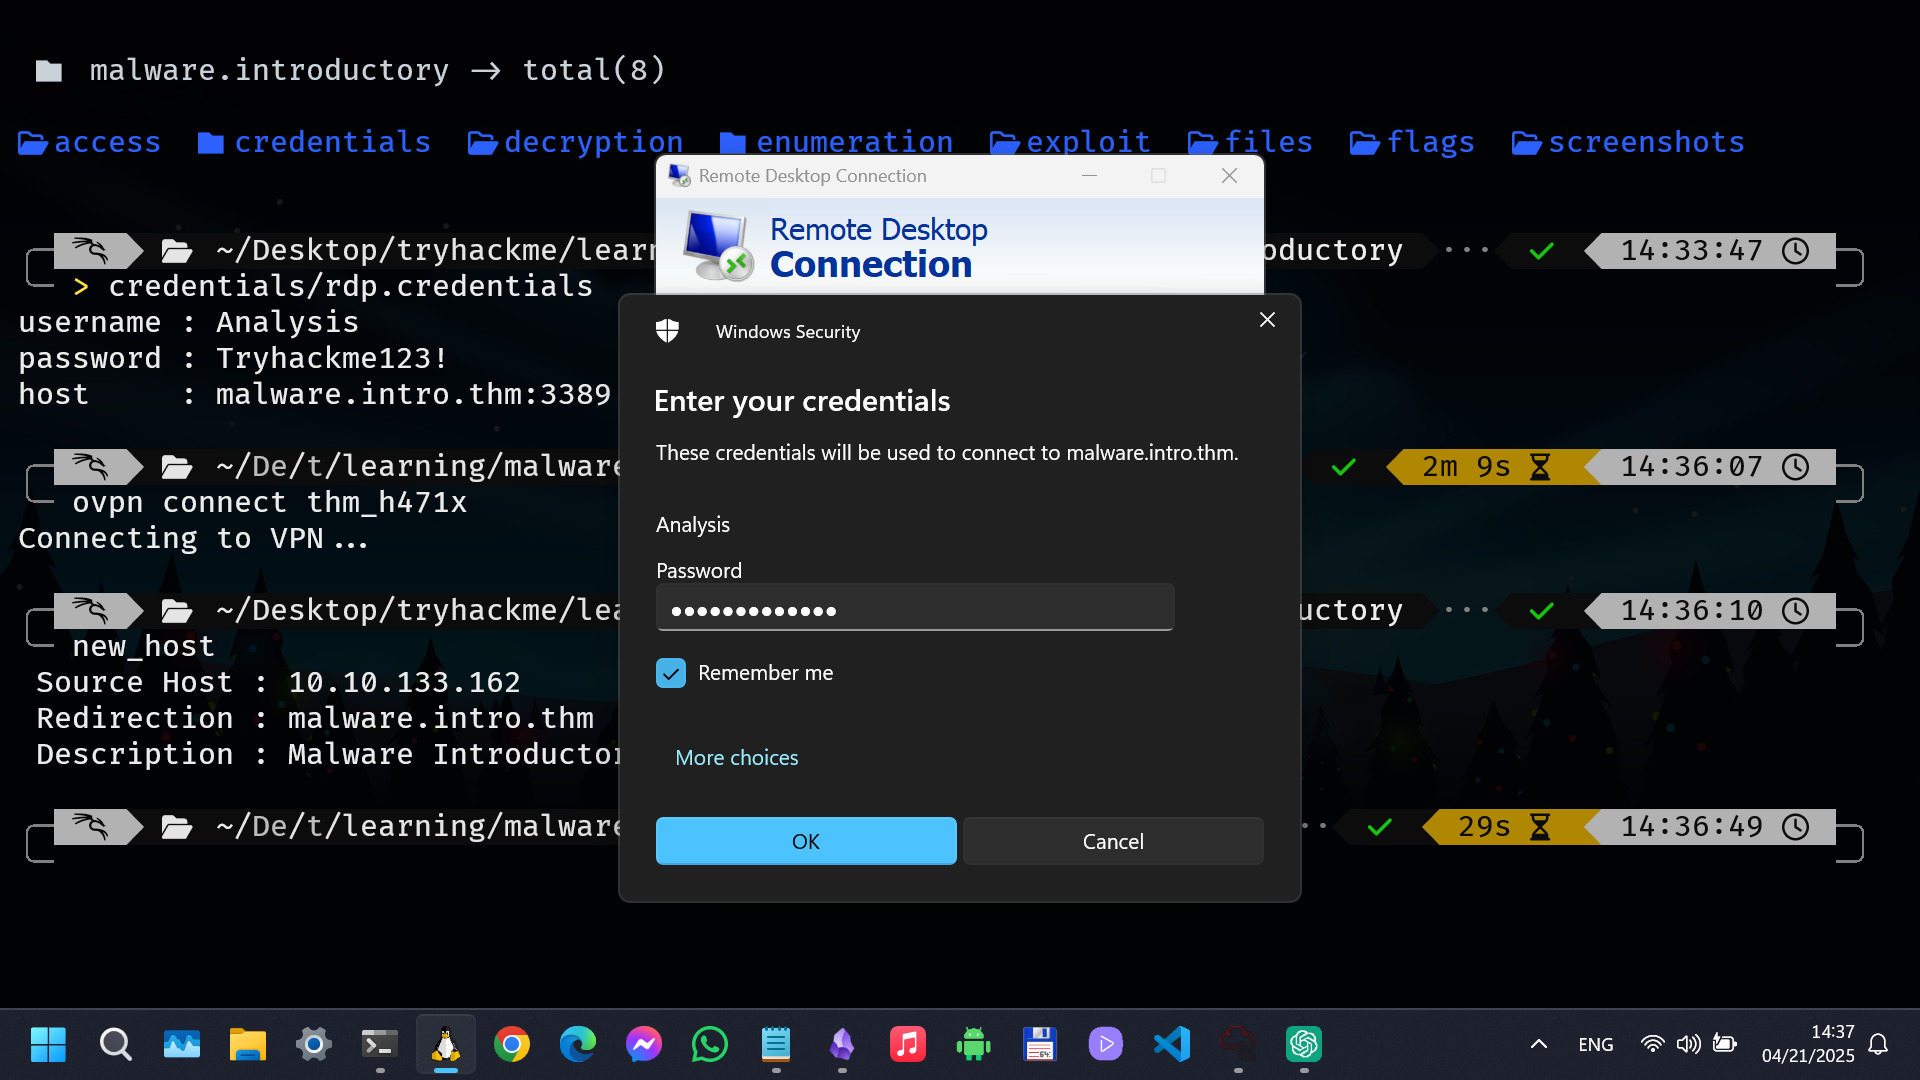 malware.introductory → total(8)
access credentials decryption enumeration exploit files flags screenshots
~/Desktop/tryhackme/learn
oductory ··· ✓ 14:33:47
> credentials/rdp.credentials
username : Analysis
password : Tryhackme123!
host : malware.intro.thm:3389
~/De/t/learning/malware
✓ 2m 9s 14:36:07
ovpn connect thm_h471x
Connecting to VPN...
~/Desktop/tryhackme/lea
uctory ··· ✓ 14:36:10
new_host
Source Host : 10.10.133.162
Redirection : malware.intro.thm
Description : Malware Introductor
~/De/t/learning/malware
·· ✓ 29s 14:36:49
Remote Desktop Connection
Remote Desktop
Connection
Windows Security
Enter your credentials
These credentials will be used to connect to malware.intro.thm.
Analysis
Password
●●●●●●●●●●●●●
Remember me
More choices
OK
Cancel
64
ENG
14:37
04/21/2025